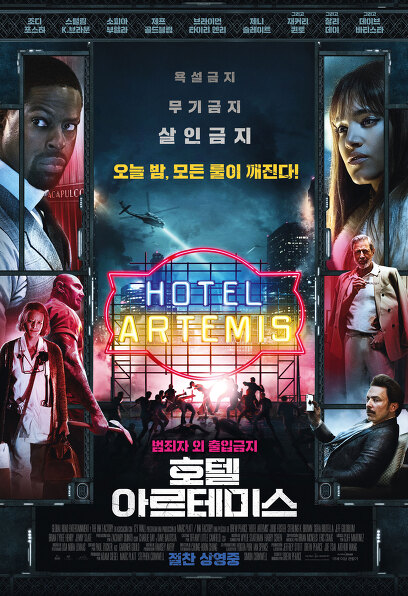 조디 포스터
스털링 K.브라운
소피아 부텔라
제프 골드블럼
브라이언 타이리 헨리
제니 슬레이트
그리고 재커리 퀸토
그리고 찰리 데이
그리고 데이브 바티스타
욕설금지
무기금지
살인금지
오늘 밤, 모든 룰이 깨진다!
ACAPULCO
HOTEL
ARTEMIS
범죄자 외 출입금지
호텔
아르테미스
절찬 상영중